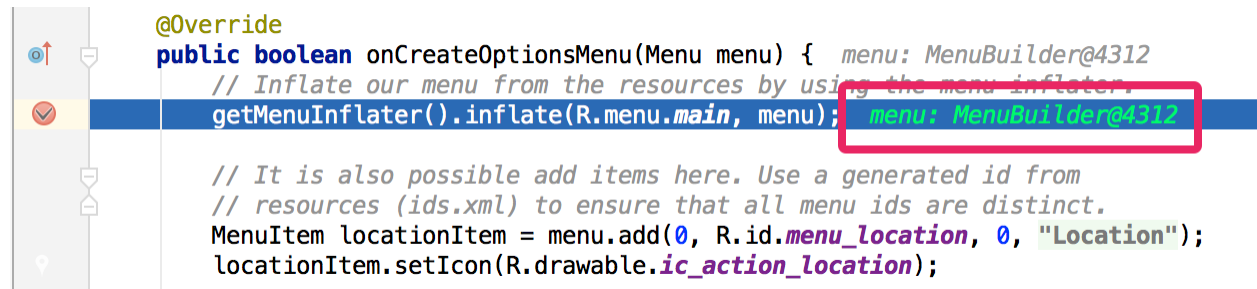 @Override
public boolean onCreateOptionsMenu(Menu menu) {  menu: MenuBuilder@4312
// Inflate our menu from the resources by using the menu inflater.
getMenuInflater().inflate(R.menu.main, menu);  menu: MenuBuilder@4312
// It is also possible add items here. Use a generated id from
// resources (ids.xml) to ensure that all menu ids are distinct.
MenuItem locationItem = menu.add(0, R.id.menu_location, 0, "Location");
locationItem.setIcon(R.drawable.ic_action_location);